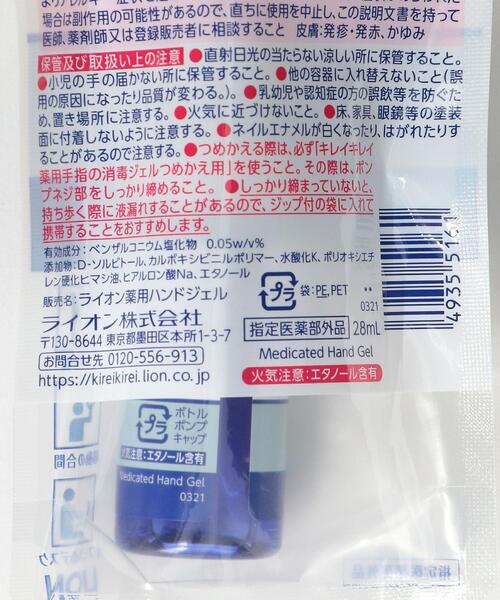 場合は副作用の可能性があるので、直ちに使用を中止し、この説明文書を持って
医師、薬剤師又は登録販売者に相談すること 皮膚:発疹・発赤、かゆみ
保管及び取扱い上の注意 ●直射日光の当たらない涼しい所に保管すること。
●小児の手の届かない所に保管すること。 ●他の容器に入れ替えないこと(誤
用の原因になったり品質が変わる。)。 ●乳幼児や認知症の方の誤飲等を防ぐた
め、置き場所に注意する。 ●火気に近づけないこと。 ●床、家具、眼鏡等の塗装
面に付着しないように注意する。 ●ネイルエナメルが白くなったり、はがれたりす
ることがあるので注意する。 ●つめかえる際は、必ず「キレイキレイ
薬用手指の消毒ジェルつめかえ用」を使うこと。その際は、ポン
プネジ部をしっかり締めること。 ●しっかり締まっていないと、
持ち歩く際に液漏れすることがあるので、ジップ付の袋に入れて
携帯することをおすすめします。
有効成分:ベンザルコニウム塩化物 0.05w/v%
添加物:D-ソルビトール、カルボキシビニルポリマー、水酸化K、ポリオキシエチ
レン硬化ヒマシ油、ヒアルロン酸Na、エタノール
販売名:ライオン薬用ハンドジェル
ライオン株式会社
〒130-8644 東京都墨田区本所1-3-7
お問合せ先 0120-556-913
https://kireikirei.lion.co.jp
プラ 袋:PE,PET
0321
指定医薬部外品 28mL
Medicated Hand Gel
火気注意:エタノール含有
4935 5161
プラ ボトル
ポンプ
キャップ
火気注意:エタノール含有
Medicated Hand Gel
0321
の合間
デスク
LION
指定医薬部外品